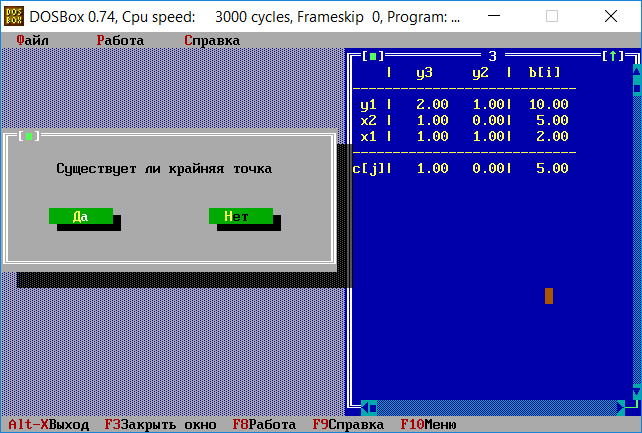 DOSBox 0.74, Cpu speed: 3000 cycles, Frameskip 0, Program: ...
Файл Работа Справка
[■] 3 [↑]
| y3 y2 | b[i]
-----------------------------
y1 | 2.00 1.00| 10.00
x2 | 1.00 0.00| 5.00
x1 | 1.00 1.00| 2.00
-----------------------------
c[j]| 1.00 0.00| 5.00
[■]
Существует ли крайняя точка
Да Нет
Alt-XВыход F3Закрыть окно F8Работа F9Справка F10Меню